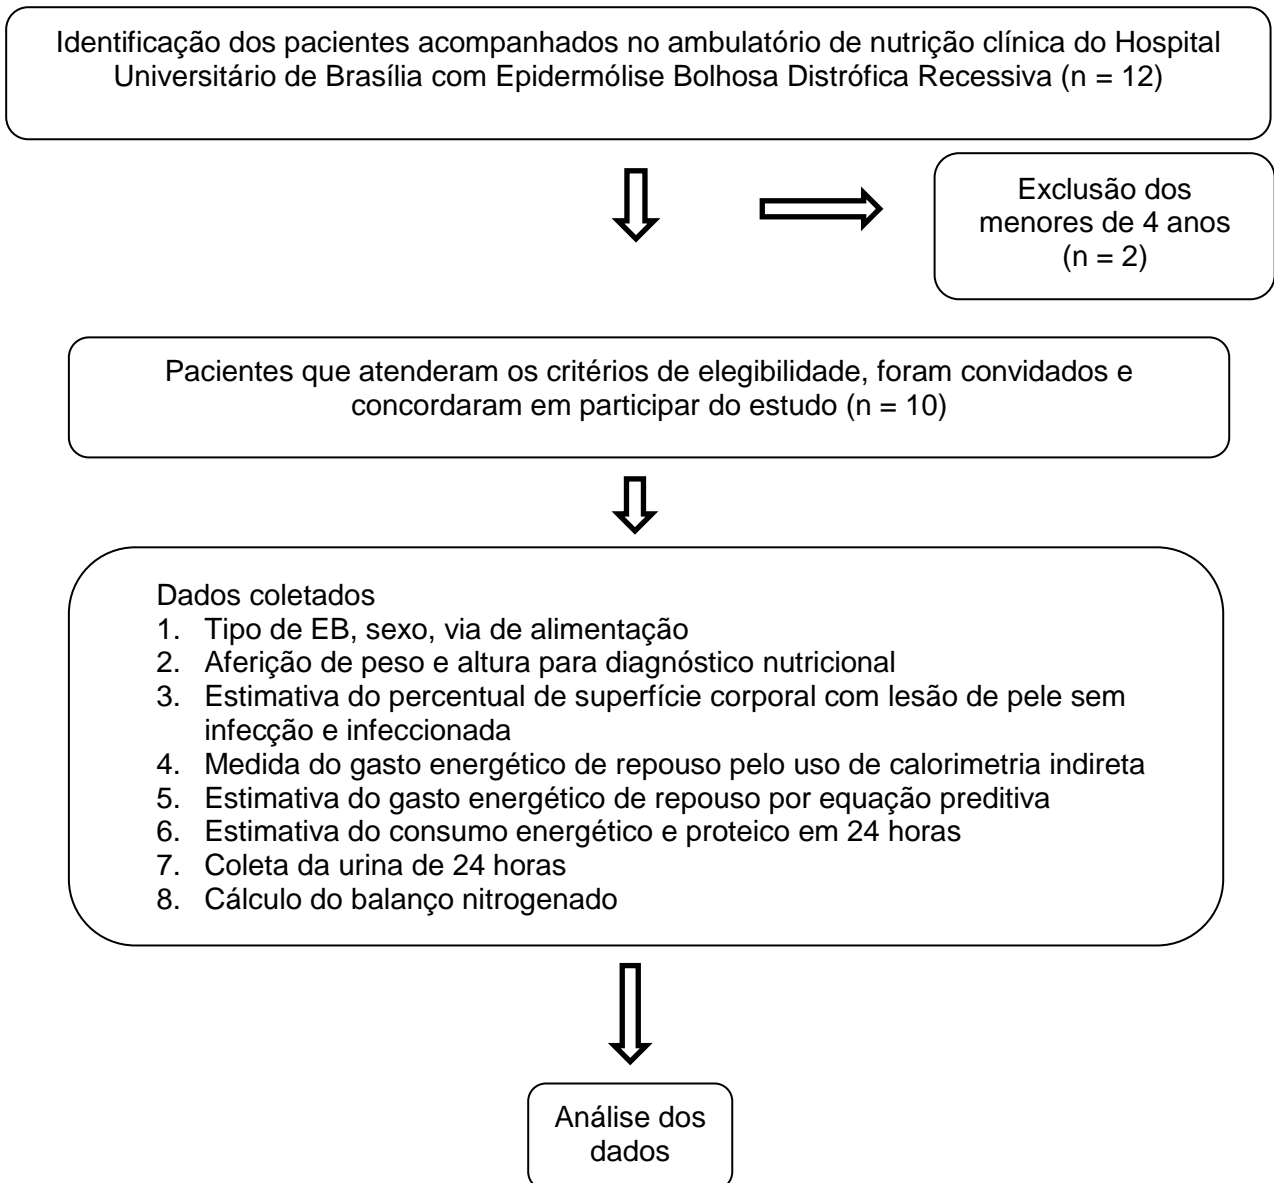 Identificação dos pacientes acompanhados no ambulatório de nutrição clínica do Hospital
Universitário de Brasília com Epidermólise Bolhosa Distrófica Recessiva (n = 12)
Exclusão dos
menores de 4 anos
(n = 2)
Pacientes que atenderam os critérios de elegibilidade, foram convidados e
concordaram em participar do estudo (n = 10)
Dados coletados
1. Tipo de EB, sexo, via de alimentação
2. Aferição de peso e altura para diagnóstico nutricional
3. Estimativa do percentual de superfície corporal com lesão de pele sem
infecção e infeccionada
4. Medida do gasto energético de repouso pelo uso de calorimetria indireta
5. Estimativa do gasto energético de repouso por equação preditiva
6. Estimativa do consumo energético e proteico em 24 horas
7. Coleta da urina de 24 horas
8. Cálculo do balanço nitrogenado
Análise dos
dados